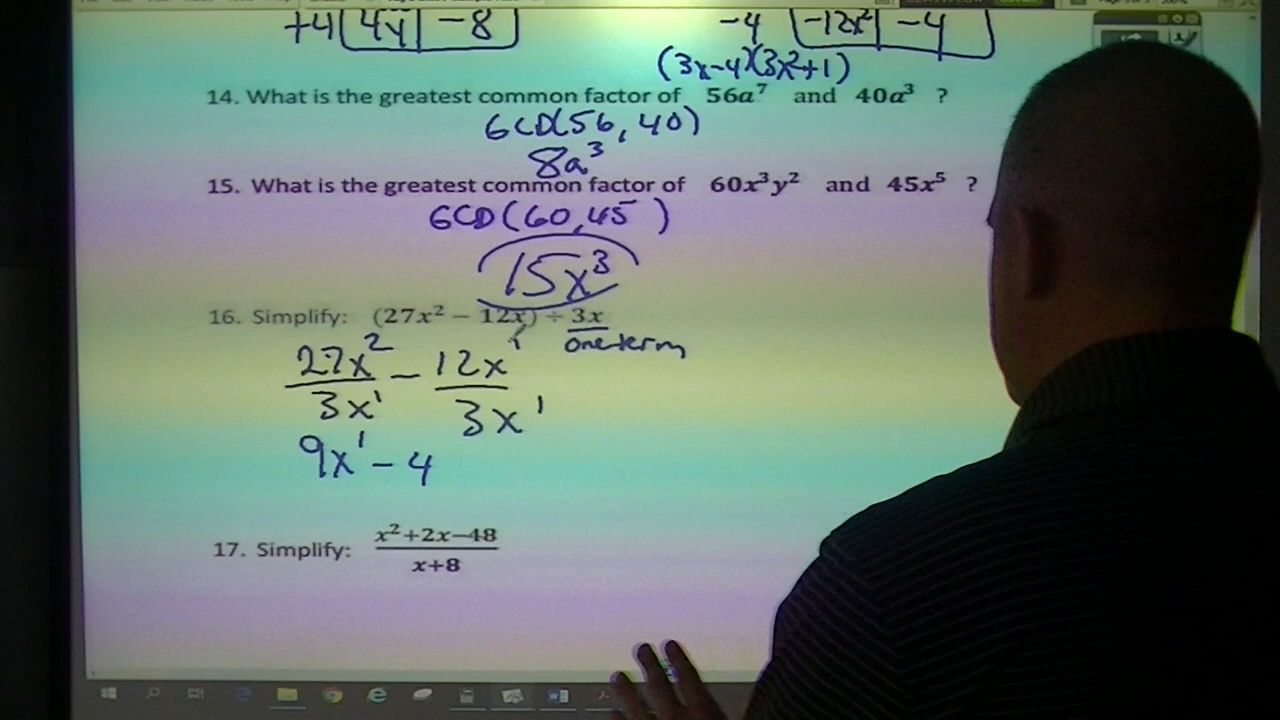 +4 4y -8 -4 -12x² -4
(3x-4)(3x²+1)
14. What is the greatest common factor of 56a⁷ and 40a³ ?
GCD(56, 40)
8a³
15. What is the greatest common factor of 60x³y² and 45x⁵ ?
GCD(60,45 )
15x³
16. Simplify: (27x² − 12x) ÷ 3x
one term
27x²/3x¹ - 12x¹/3x¹
9x¹ - 4
17. Simplify: x²+2x−48/x+8